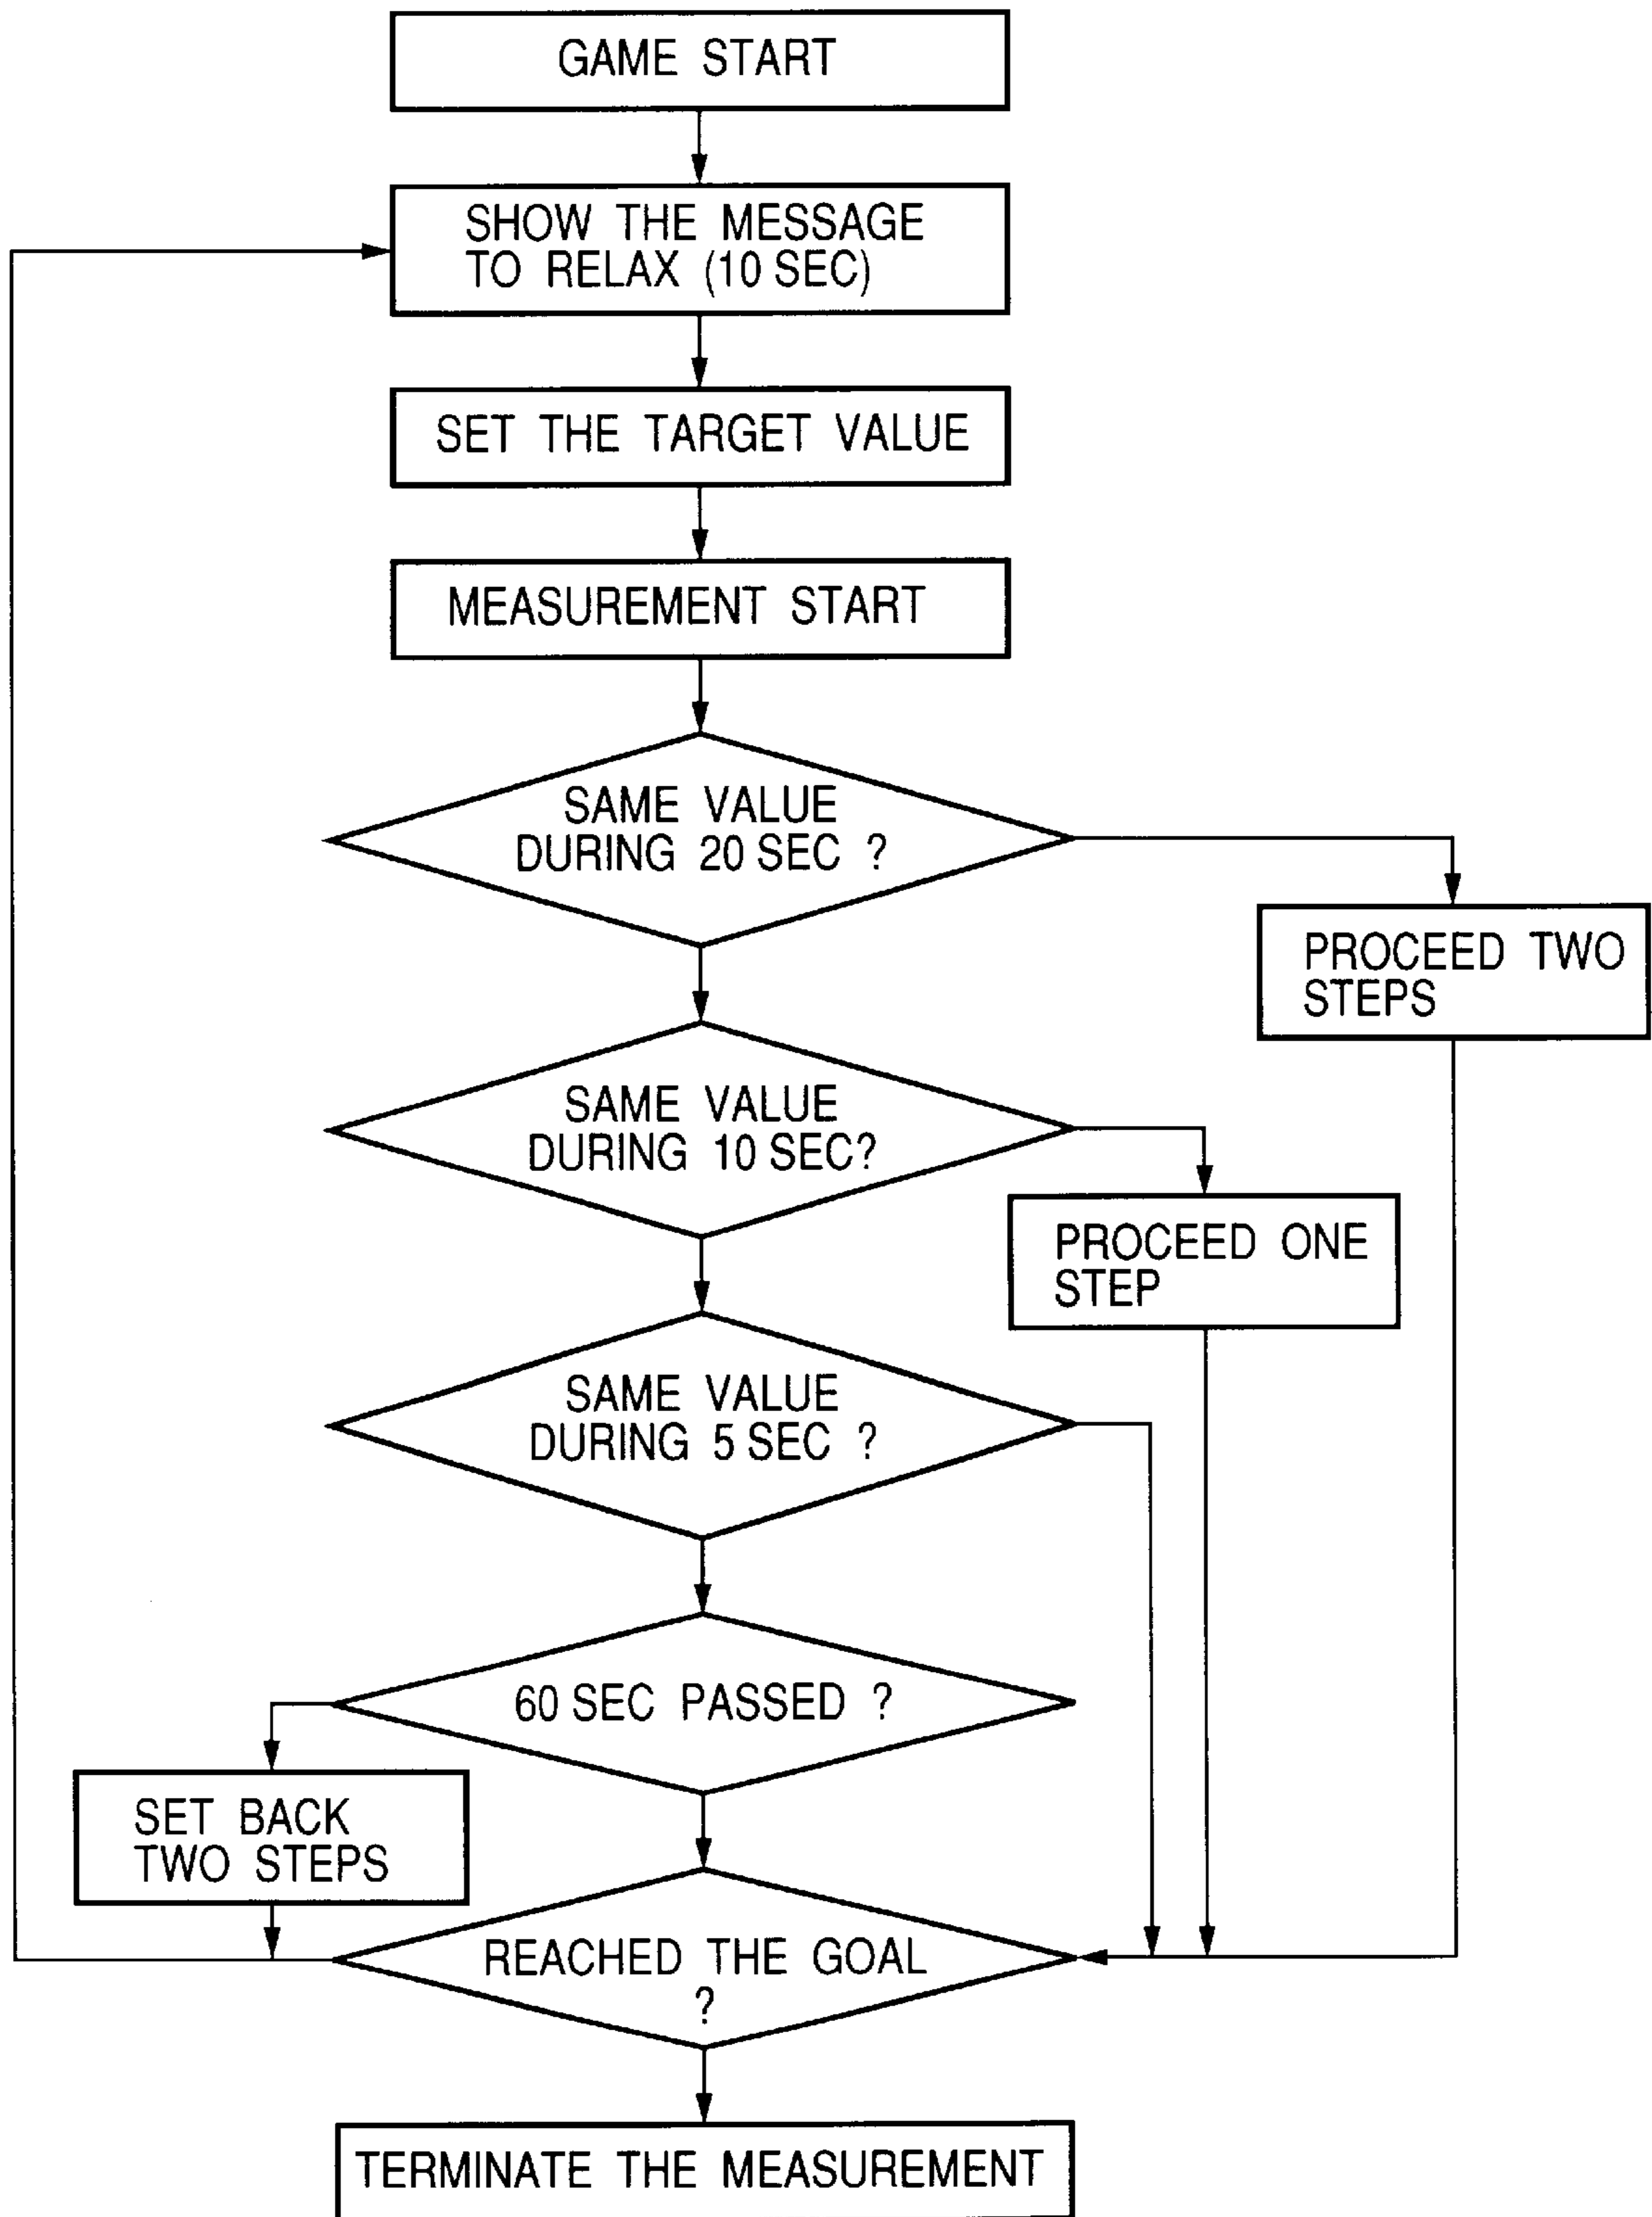 GAME START
SHOW THE MESSAGE
TO RELAX (10 SEC)
SET THE TARGET VALUE
MEASUREMENT START
SAME VALUE
DURING 20 SEC ?
PROCEED TWO
STEPS
SAME VALUE
DURING 10 SEC?
PROCEED ONE
STEP
SAME VALUE
DURING 5 SEC ?
60 SEC PASSED ?
SET BACK
TWO STEPS
REACHED THE GOAL
?
TERMINATE THE MEASUREMENT